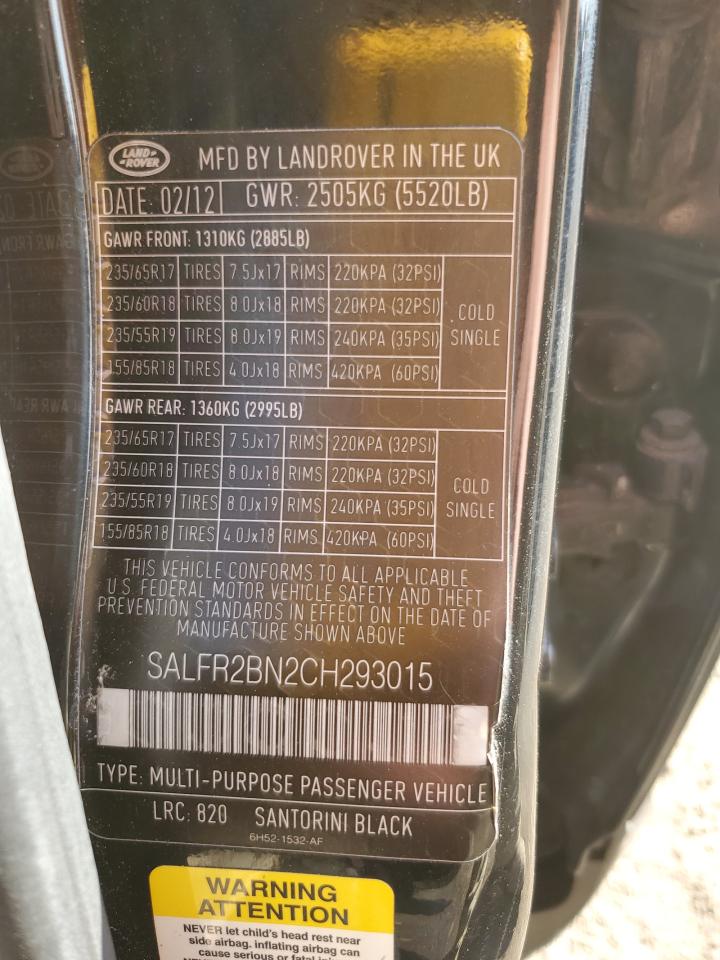 LAND ROVER MFD BY LANDROVER IN THE UK
DATE: 02/12 GWR: 2505KG (5520LB)
GAWR FRONT: 1310KG (2885LB)
235/65R17 TIRES 7.5Jx17 RIMS 220KPA (32PSI)
235/60R18 TIRES 8.0Jx18 RIMS 220KPA (32PSI)
235/55R19 TIRES 8.0Jx19 RIMS 240KPA (35PSI)
155/85R18 TIRES 4.0Jx18 RIMS 420KPA (60PSI)
COLD
SINGLE
GAWR REAR: 1360KG (2995LB)
235/65R17 TIRES 7.5Jx17 RIMS 220KPA (32PSI)
235/60R18 TIRES 8.0Jx18 RIMS 220KPA (32PSI)
235/55R19 TIRES 8.0Jx19 RIMS 240KPA (35PSI)
155/85R18 TIRES 4.0Jx18 RIMS 420KPA (60PSI)
COLD
SINGLE
THIS VEHICLE CONFORMS TO ALL APPLICABLE
U.S. FEDERAL MOTOR VEHICLE SAFETY AND THEFT
PREVENTION STANDARDS IN EFFECT ON THE DATE OF
MANUFACTURE SHOWN ABOVE
SALFR2BN2CH293015
TYPE: MULTI-PURPOSE PASSENGER VEHICLE
LRC: 820 SANTORINI BLACK
6H52-1532-AF
WARNING
ATTENTION
NEVER let child's head rest near
side airbag. inflating airbag can
cause serious or fatal